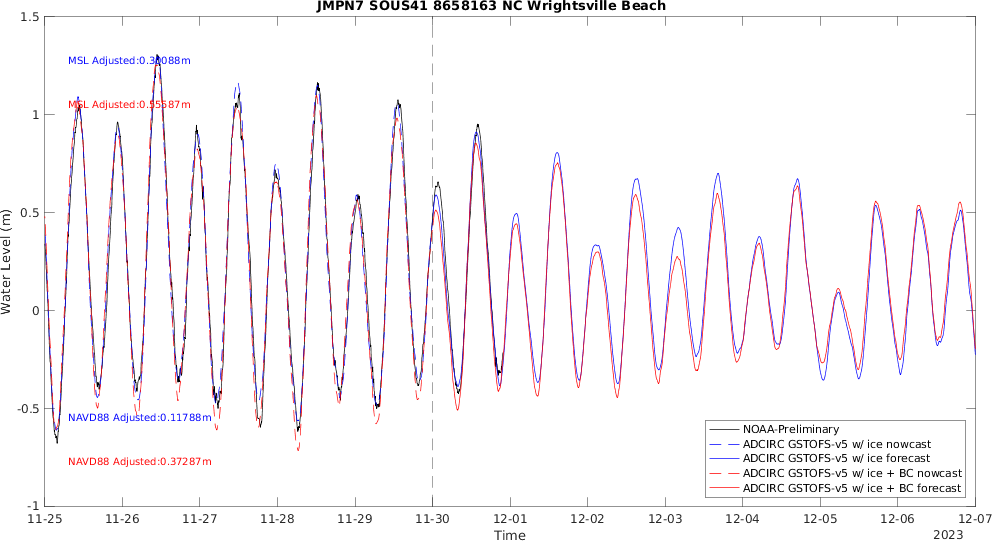 JMPN7 SOUS41 8658163 NC Wrightsville Beach
1.5
1
0.5
0
-0.5
-1
Water Level (m)
MSL Adjusted:0.30088m
MSL Adjusted:0.55587m
NAVD88 Adjusted:0.11788m
NAVD88 Adjusted:0.37287m
NOAA-Preliminary
ADCIRC GSTOFS-v5 w/ ice nowcast
ADCIRC GSTOFS-v5 w/ ice forecast
ADCIRC GSTOFS-v5 w/ ice + BC nowcast
ADCIRC GSTOFS-v5 w/ ice + BC forecast
11-25 11-26 11-27 11-28 11-29 11-30 12-01 12-02 12-03 12-04 12-05 12-06 12-07
Time
2023